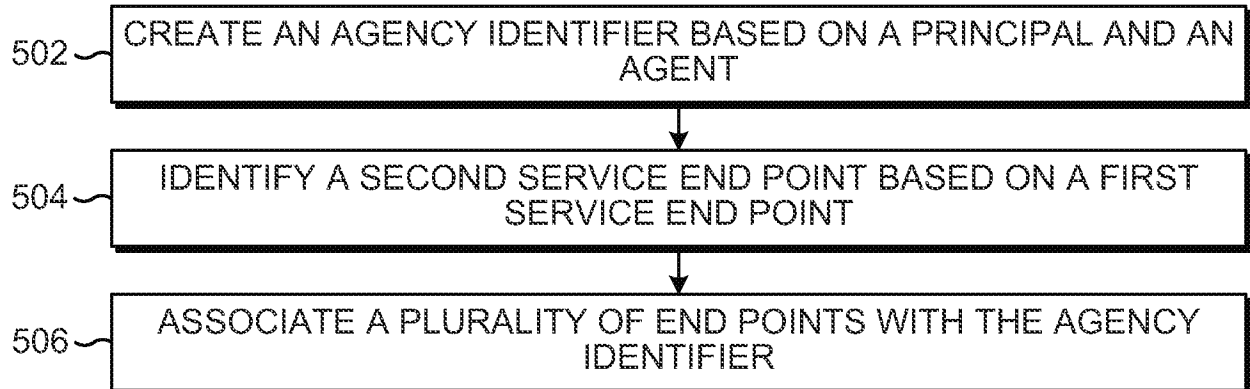 502
CREATE AN AGENCY IDENTIFIER BASED ON A PRINCIPAL AND AN
AGENT
504
IDENTIFY A SECOND SERVICE END POINT BASED ON A FIRST
SERVICE END POINT
506
ASSOCIATE A PLURALITY OF END POINTS WITH THE AGENCY
IDENTIFIER